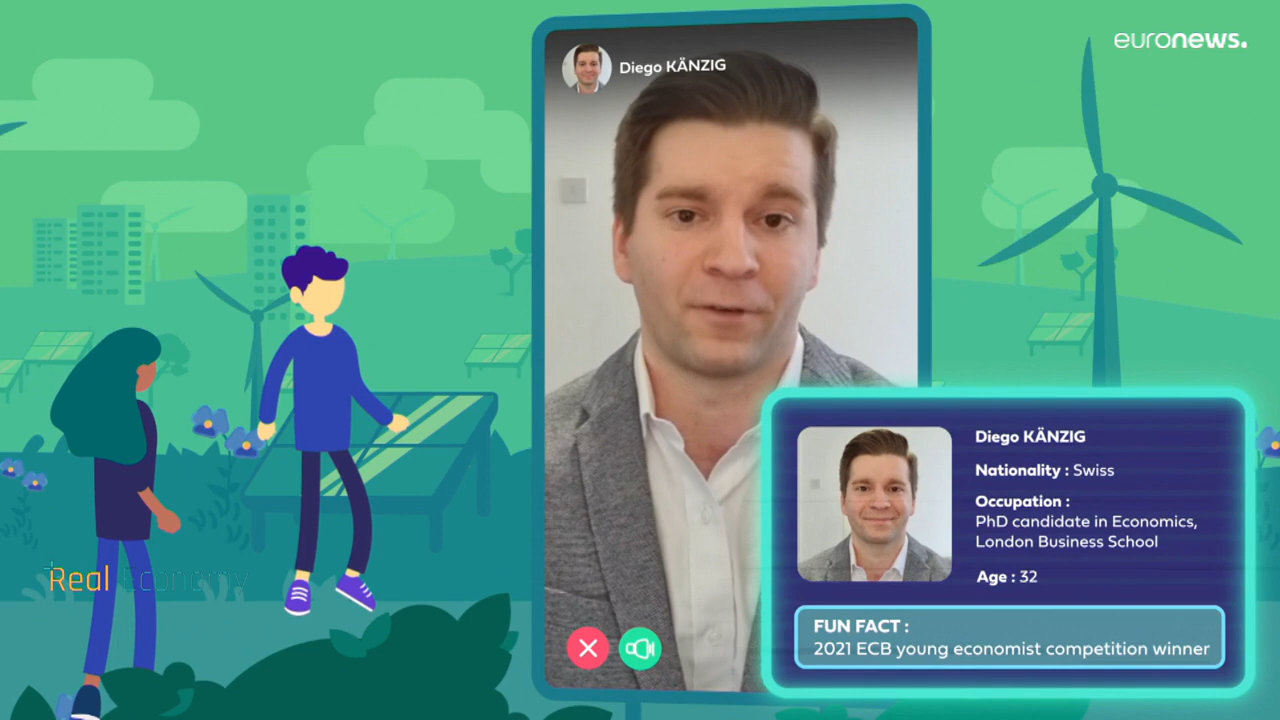 euronews.
Diego KÄNZIG
Diego KÄNZIG
Nationality : Swiss
Occupation :
PhD candidate in Economics,
London Business School
Age : 32
FUN FACT :
2021 ECB young economist competition winner
Real Economy